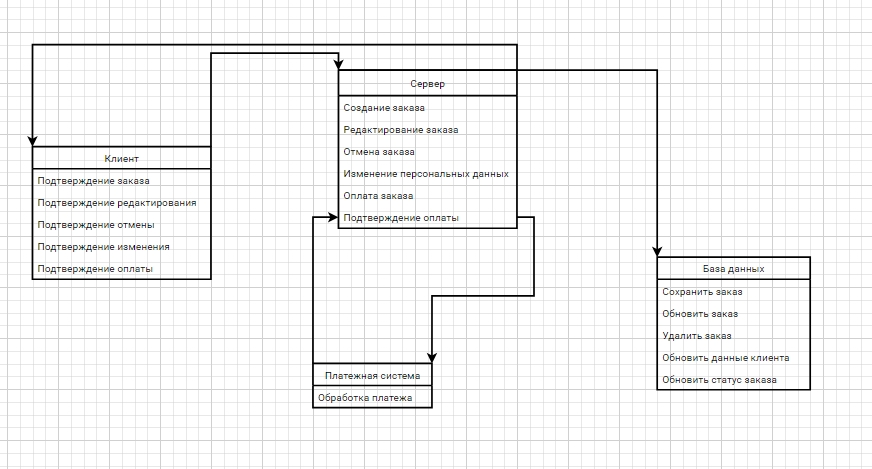 Сервер
Создание заказа
Редактирование заказа
Отмена заказа
Изменение персональных данных
Оплата заказа
Подтверждение оплаты
Клиент
Подтверждение заказа
Подтверждение редактирования
Подтверждение отмены
Подтверждение изменения
Подтверждение оплаты
База данных
Сохранить заказ
Обновить заказ
Удалить заказ
Обновить данные клиента
Обновить статус заказа
Платежная система
Обработка платежа